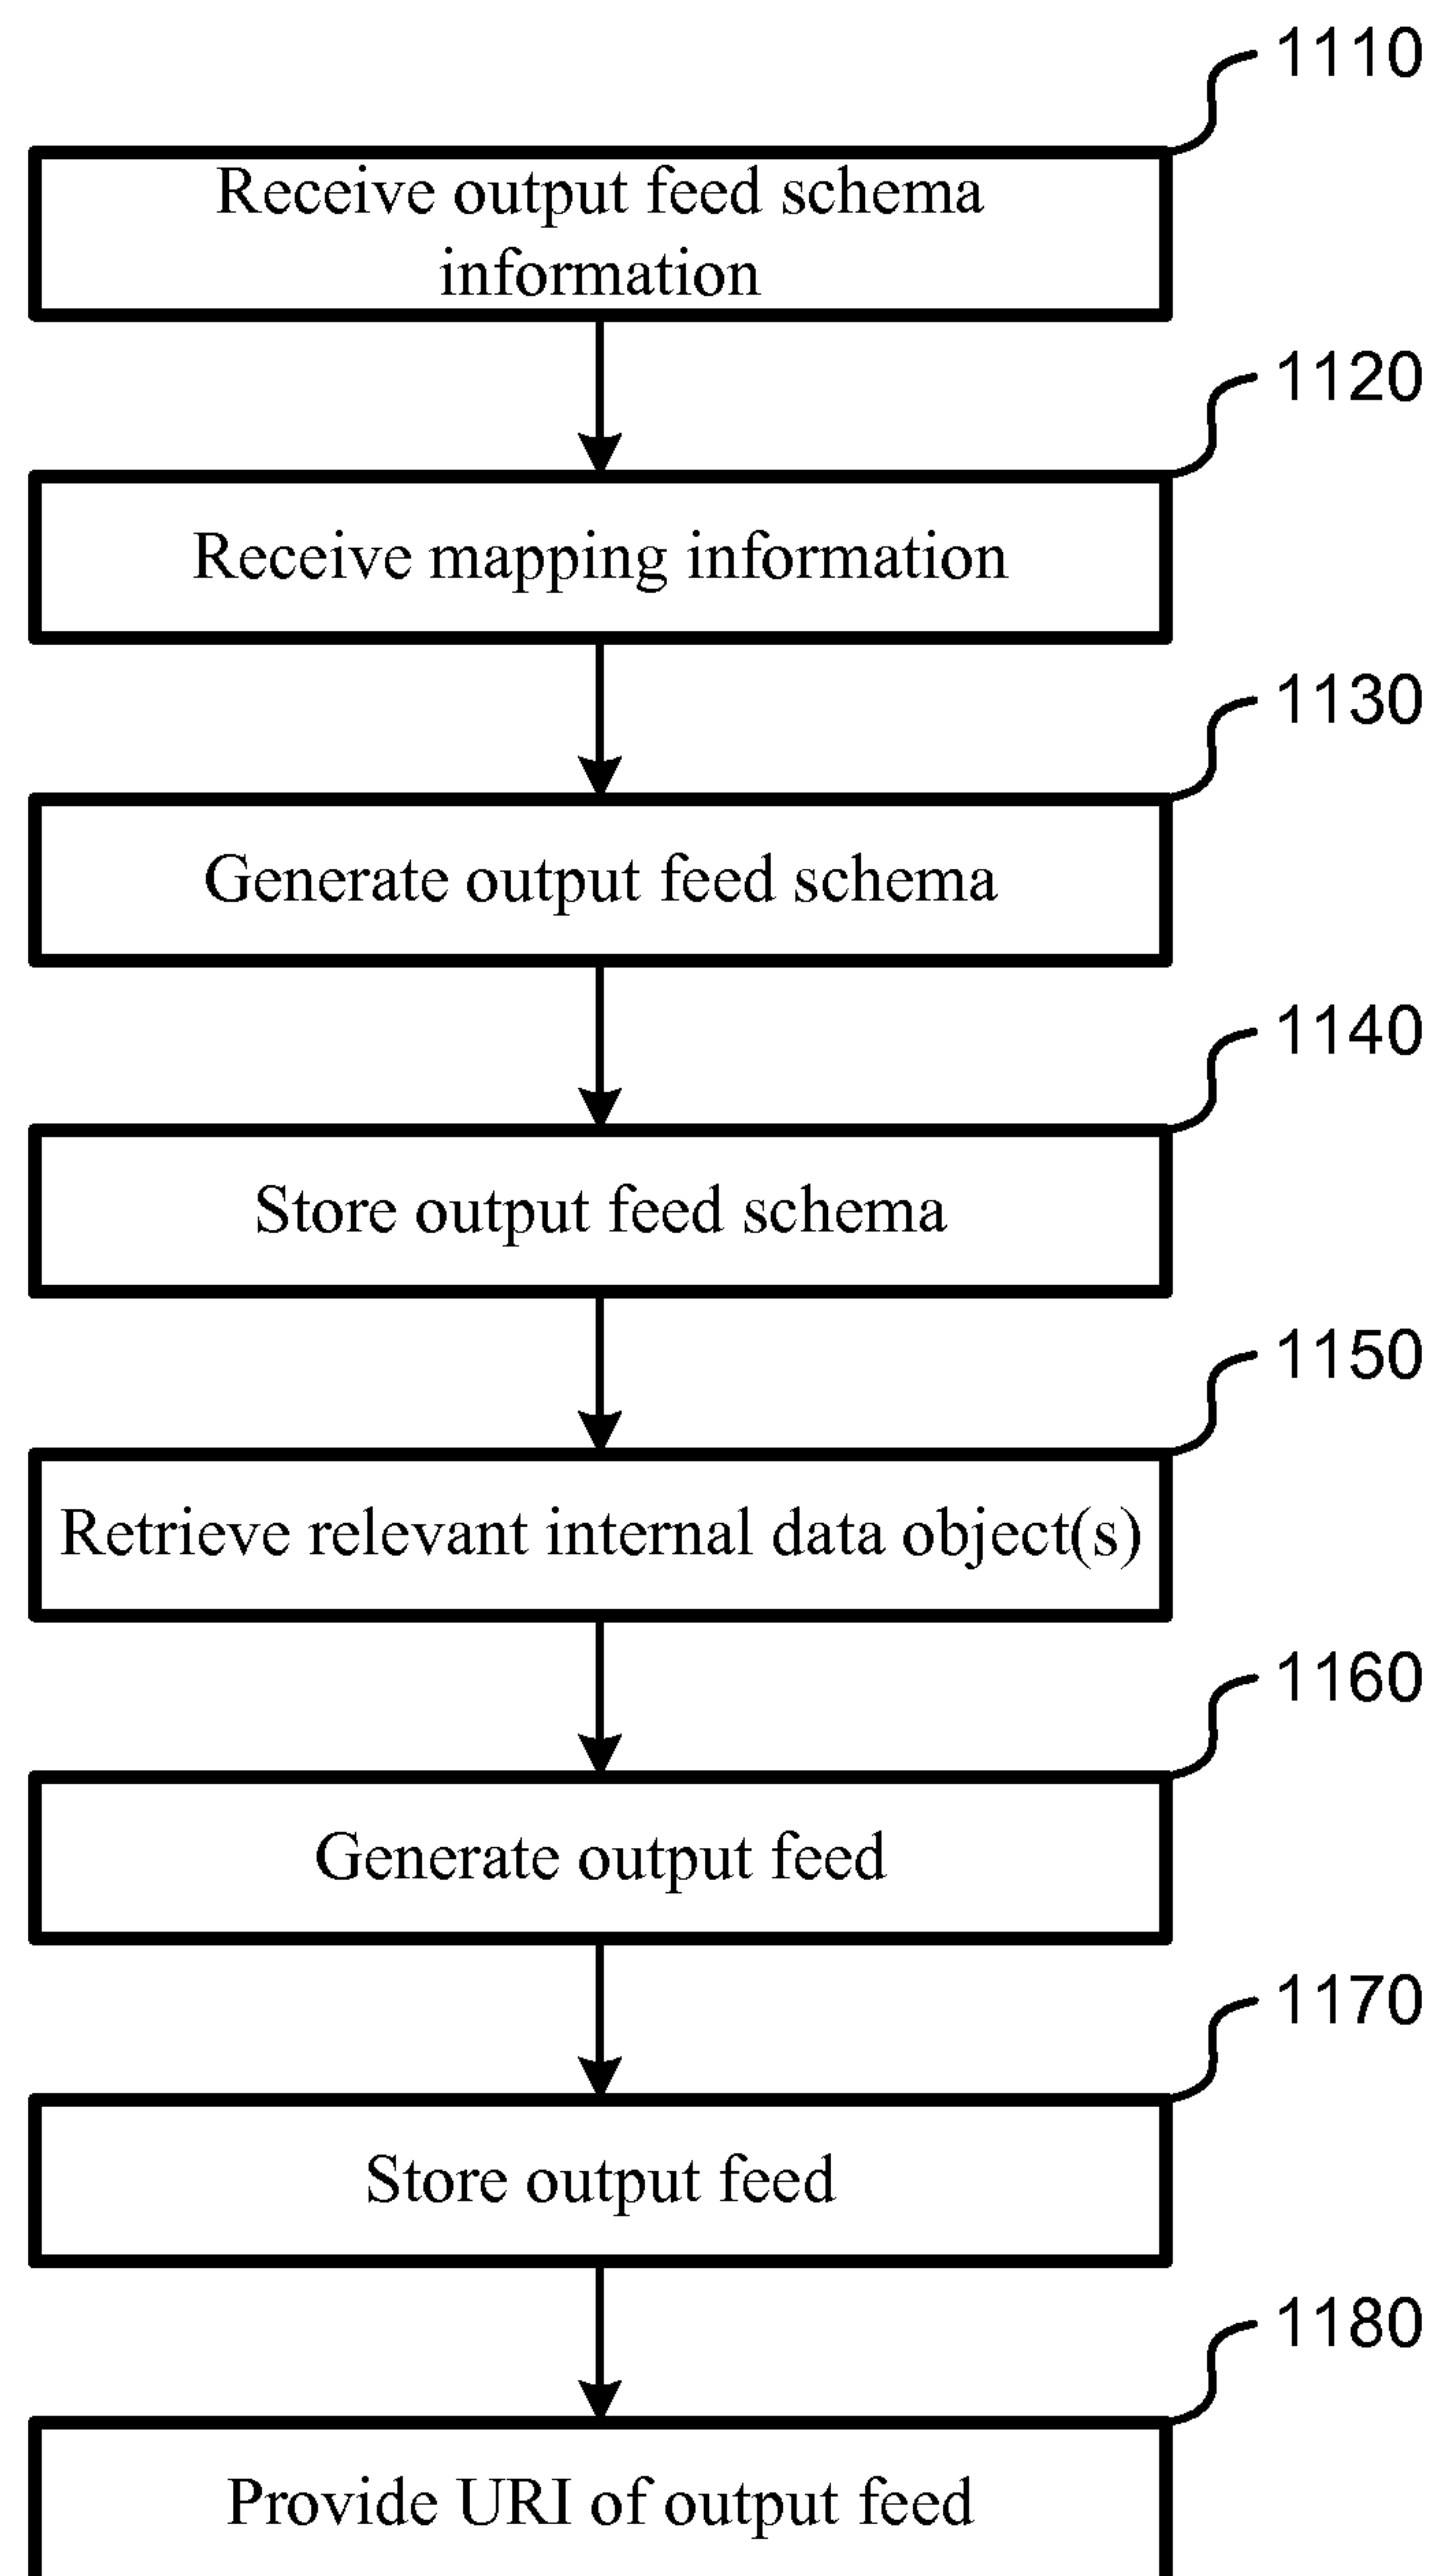 1110
Receive output feed schema
information
1120
Receive mapping information
1130
Generate output feed schema
1140
Store output feed schema
1150
Retrieve relevant internal data object(s)
1160
Generate output feed
1170
Store output feed
1180
Provide URI of output feed